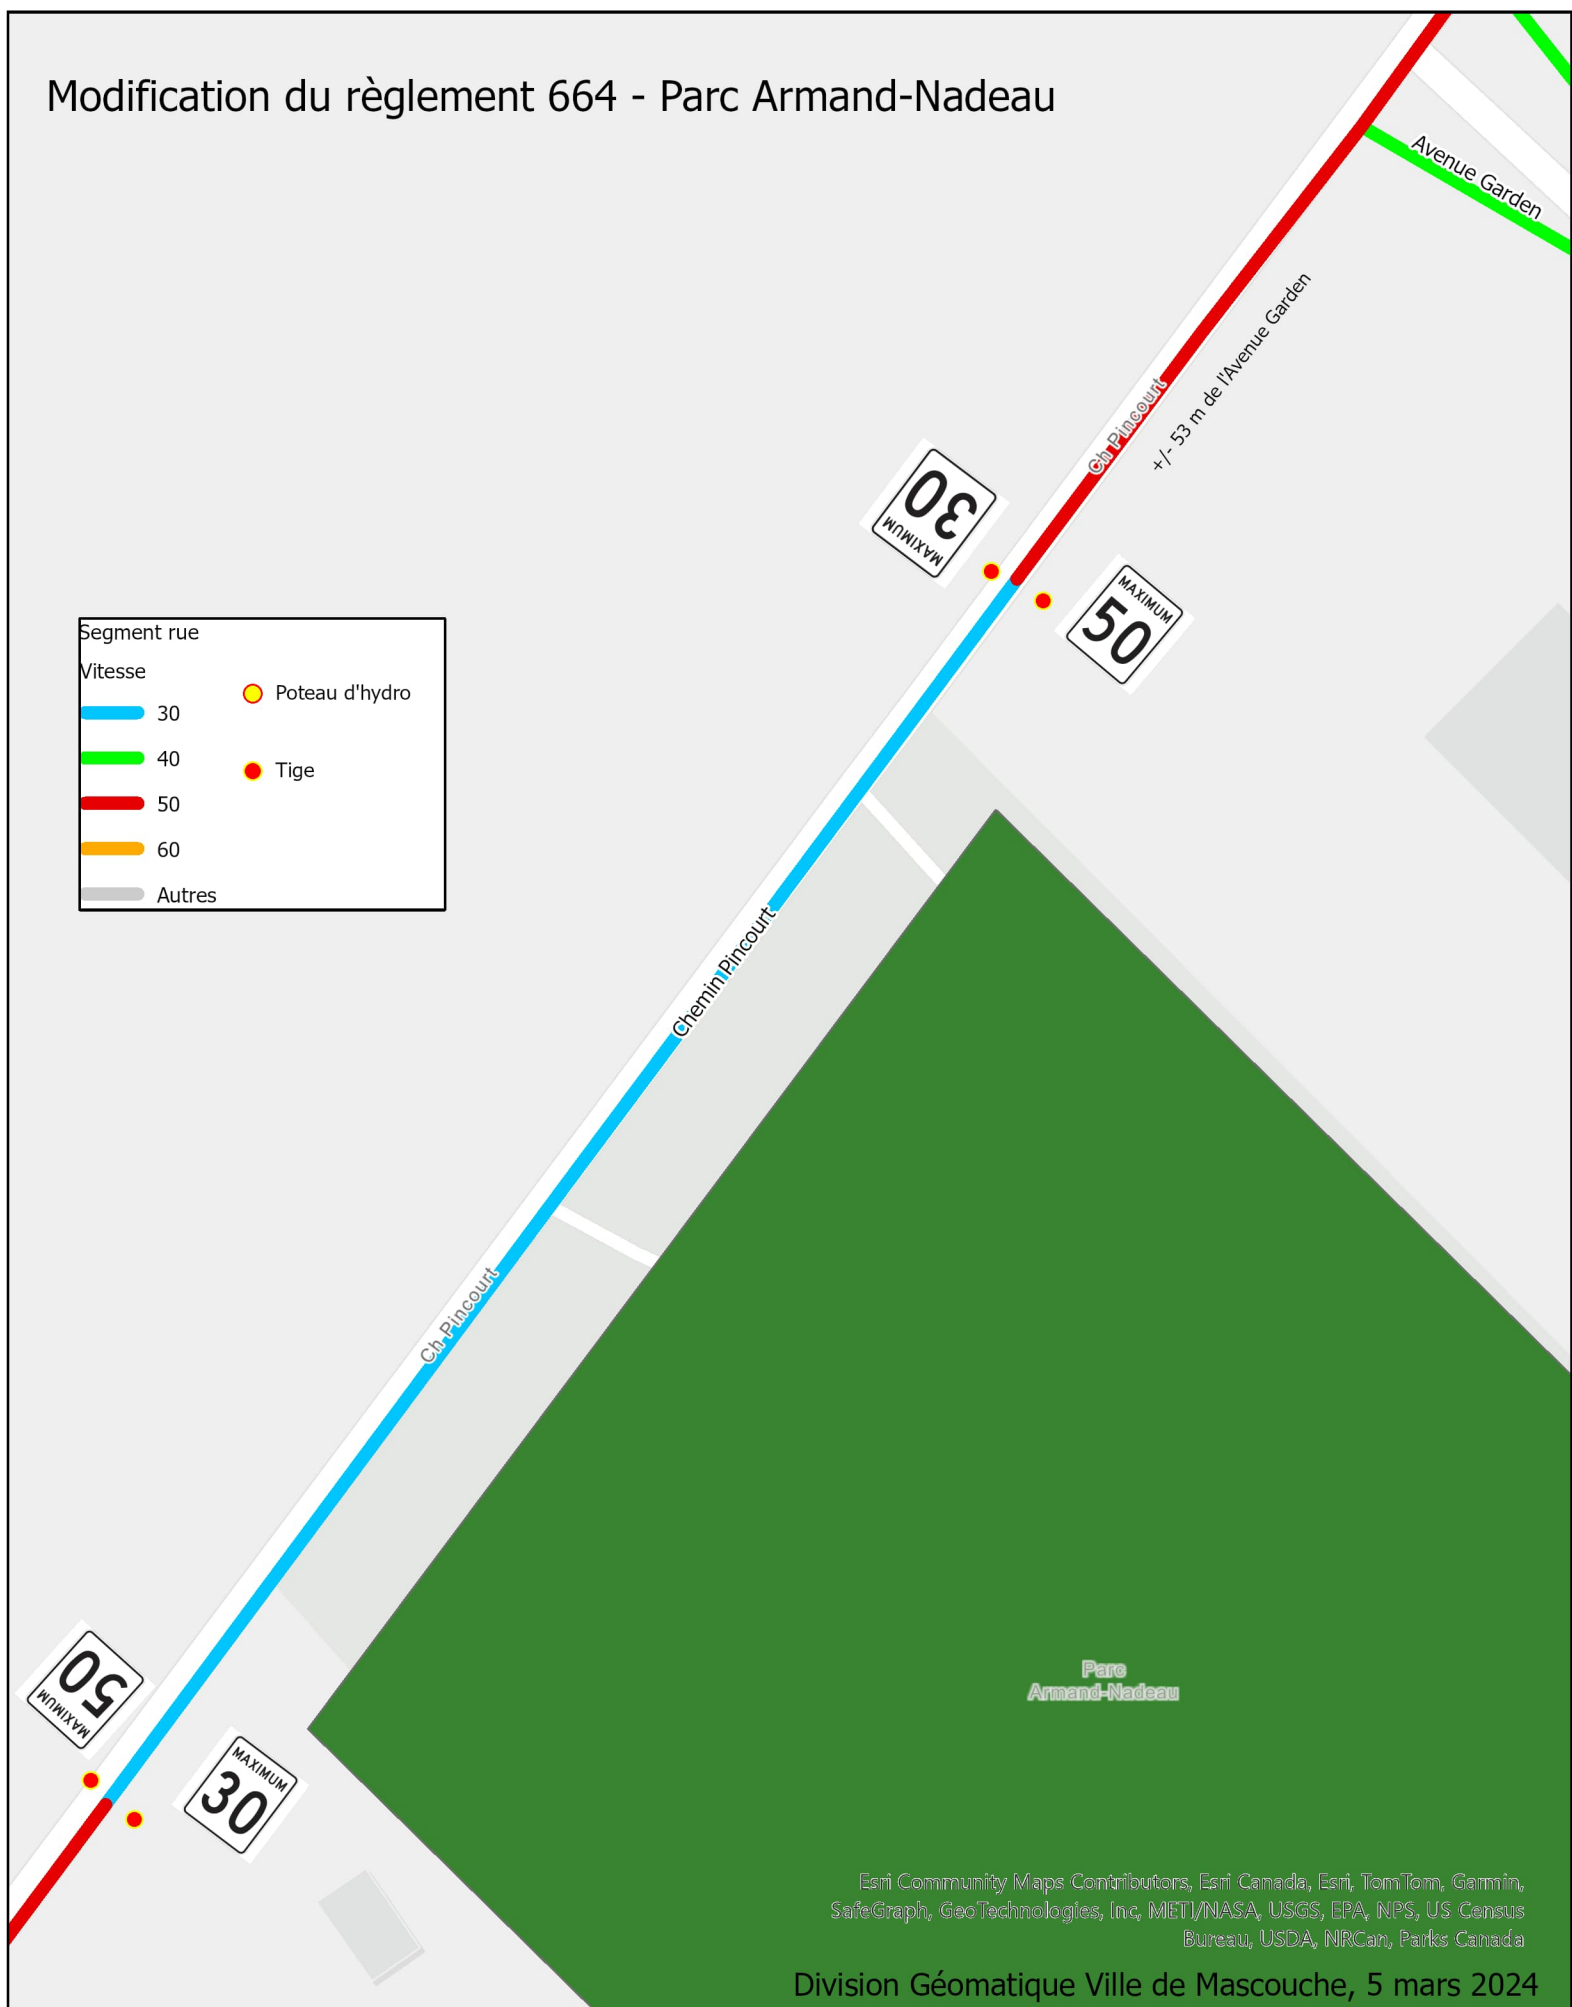 Modification du règlement 664 - Parc Armand-Nadeau
Avenue Garden
+/- 53 m de l'Avenue Garden
Ch Pincourt
MAXIMUM
30
MAXIMUM
50
Segment rue
Vitesse
30
40
50
60
Autres
Poteau d'hydro
Tige
Chemin Pincourt
Ch Pincourt
MAXIMUM
50
MAXIMUM
30
Parc
Armand-Nadeau
Esri Community Maps Contributors, Esri Canada, Esri, TomTom, Garmin,
SafeGraph, GeoTechnologies, Inc, METI/NASA, USGS, EPA, NPS, US Census
Bureau, USDA, NRCan, Parks Canada
Division Géomatique Ville de Mascouche, 5 mars 2024